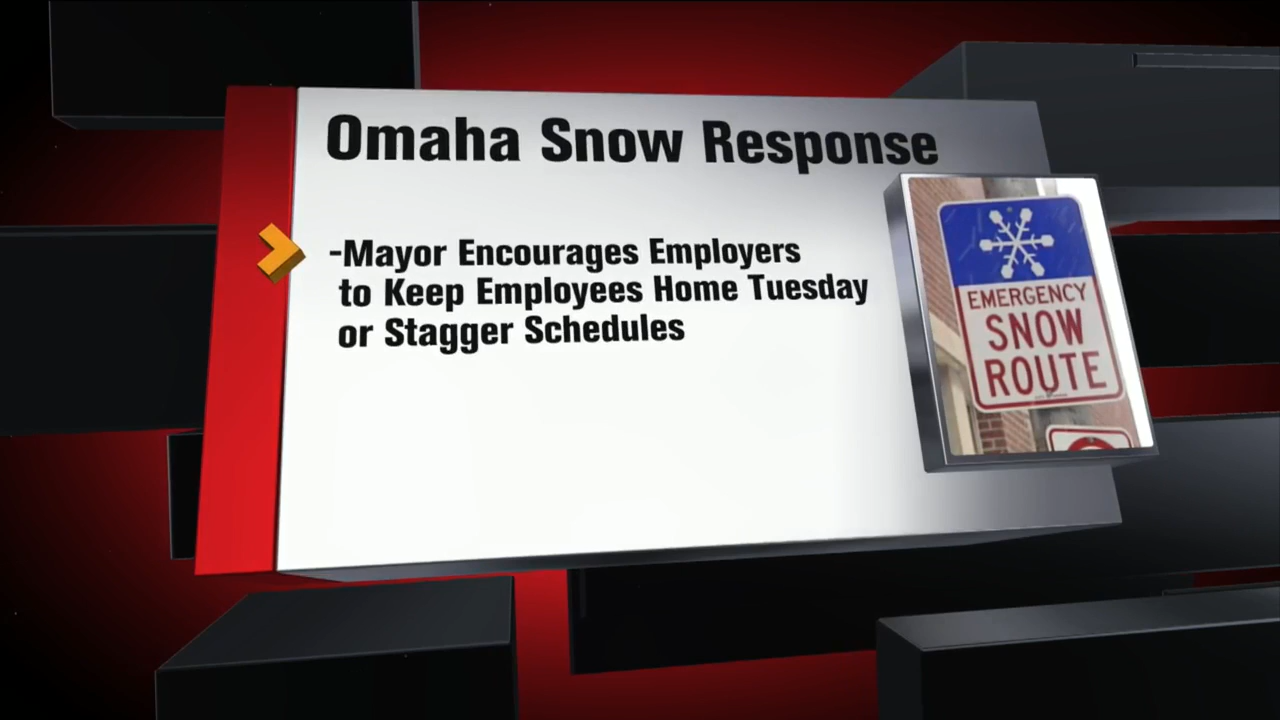 Omaha Snow Response
-Mayor Encourages Employers
to Keep Employees Home Tuesday
or Stagger Schedules
EMERGENCY
SNOW
ROUTE